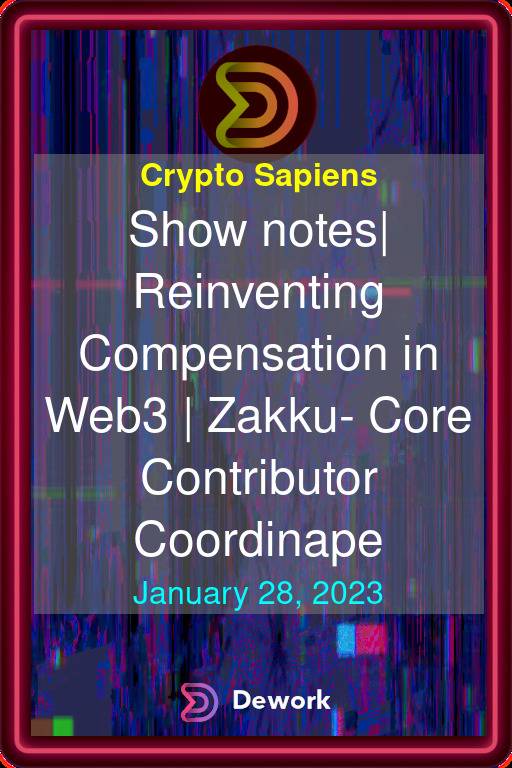 Crypto Sapiens
Show notes|
Reinventing
Compensation in
Web3 | Zakku- Core
Contributor
Coordinape
January 28, 2023
Dework